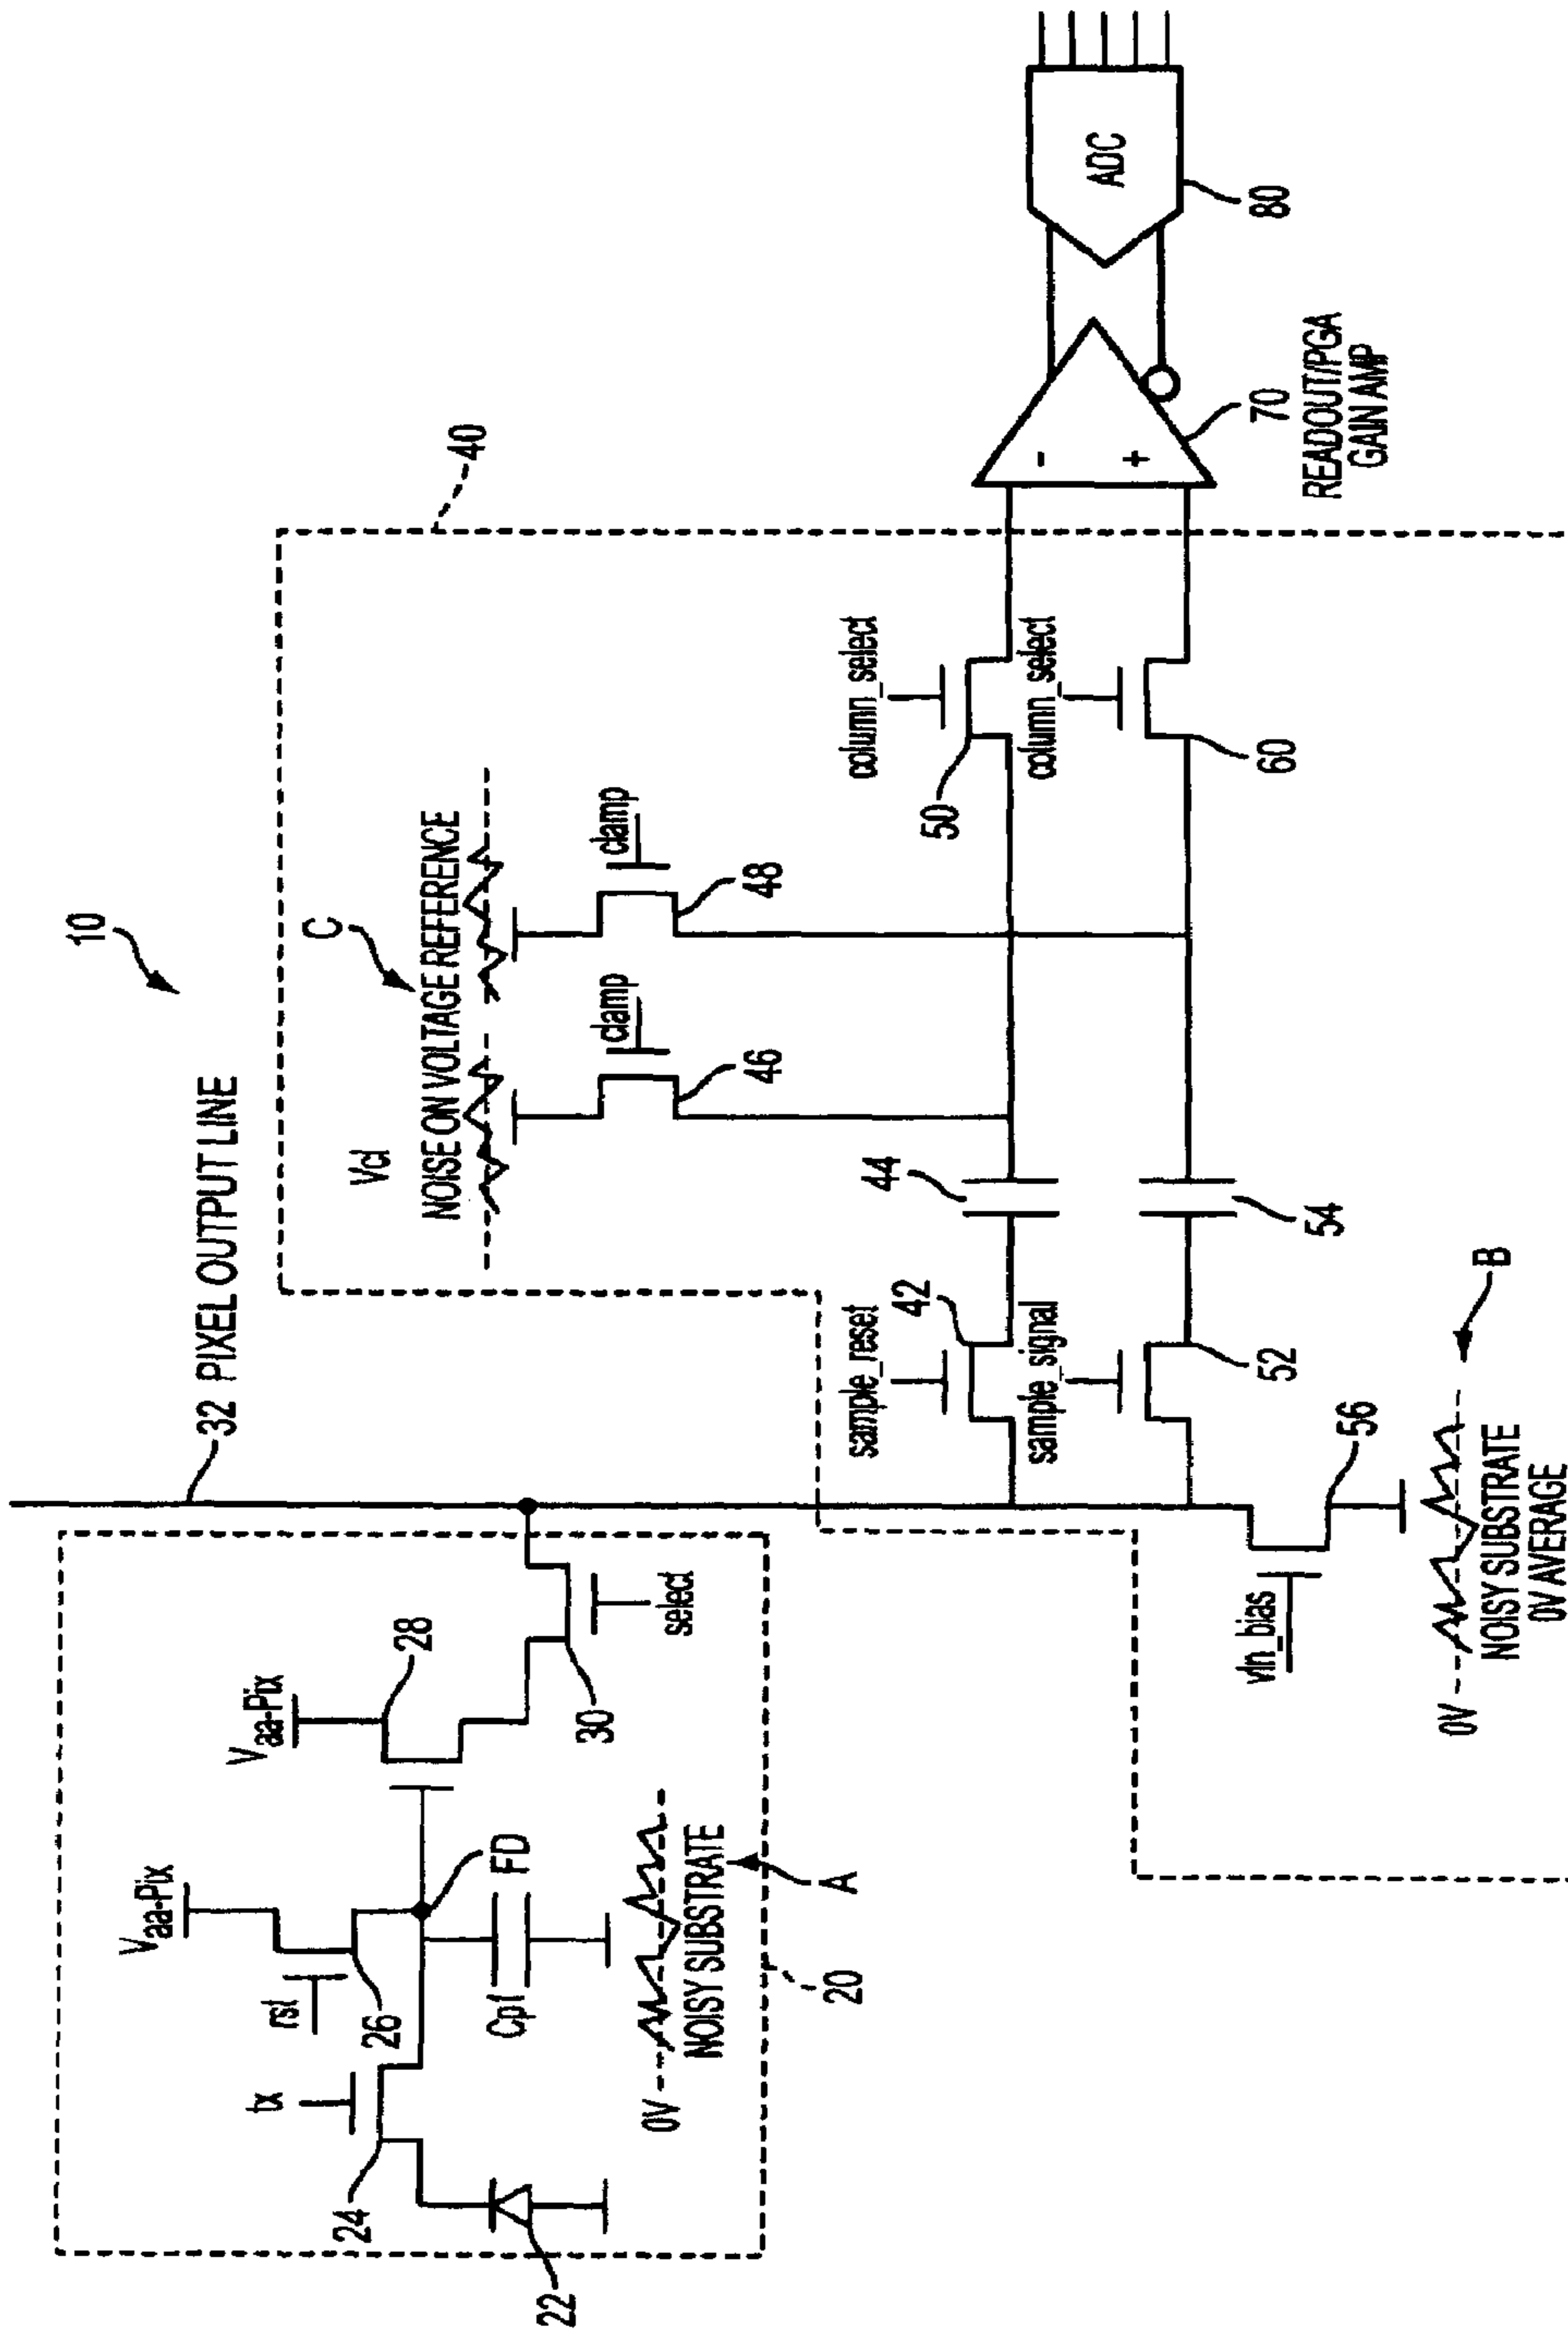 10
32 PIXEL OUTPUT LINE
40
Vaa-Pix
Vaa-Pix
28
rst
tx
26
24
FD
Cp1
22
30
select
0V
NOISY SUBSTRATE
A
20
Vcl
NOISE ON VOLTAGE REFERENCE
C
clamp
clamp
46
48
sample_reset
42
44
column_select
50
sample_signal
52
54
column_select
60
vln_bias
56
0V
NOISY SUBSTRATE
0V AVERAGE
B
-
+
70
READOUT/PGA
GAIN AMP
ADC
80